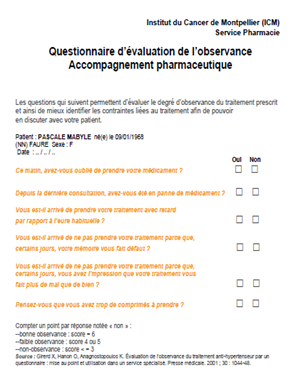 Institut du Cancer de Montpellier (ICM)
Service Pharmacie
Questionnaire d'évaluation de l'observance
Accompagnement pharmaceutique
Les questions qui suivent permettent d'évaluer le degré d'observance du traitement prescrit
et ainsi de mieux identifier les contraintes liées au traitement afin de pouvoir
en discuter avec votre patient.
Patient : PASCALE MABYLE né(e) le 09/01/1968
(NN) FAURE Sexe : F
Date : .. / .. / ..
Oui Non
Ce matin, avez-vous oublié de prendre votre médicament ?
Depuis la dernière consultation, avez-vous été en panne de médicament ?
Vous est-il arrivé de prendre votre traitement avec retard
par rapport à l'eure habituelle ?
Vous est-il arrivé de ne pas prendre votre traitement parce que,
certains jours, votre mémoire vous fait défaut ?
Vous est-il arrivé de ne pas prendre votre traitement parce que,
certains jours, vous avez l'impression que votre traitement vous
fait plus de mal que de bien ?
Pensez-vous que vous avez trop de comprimés à prendre ?
Compter un point par réponse notée « non » :
--bonne observance : score = 6
--faible observance : score 4 ou 5
--non-observance : score < = 3
Source : Girerd X, Hanon O, Anagnostopoulos K. Évaluation de l'observance du traitement anti-hypertenseur par un
questionnaire : mise au point et utilisation dans un service spécialisé. Presse médicale. 2001 ; 30 : 1044-48.